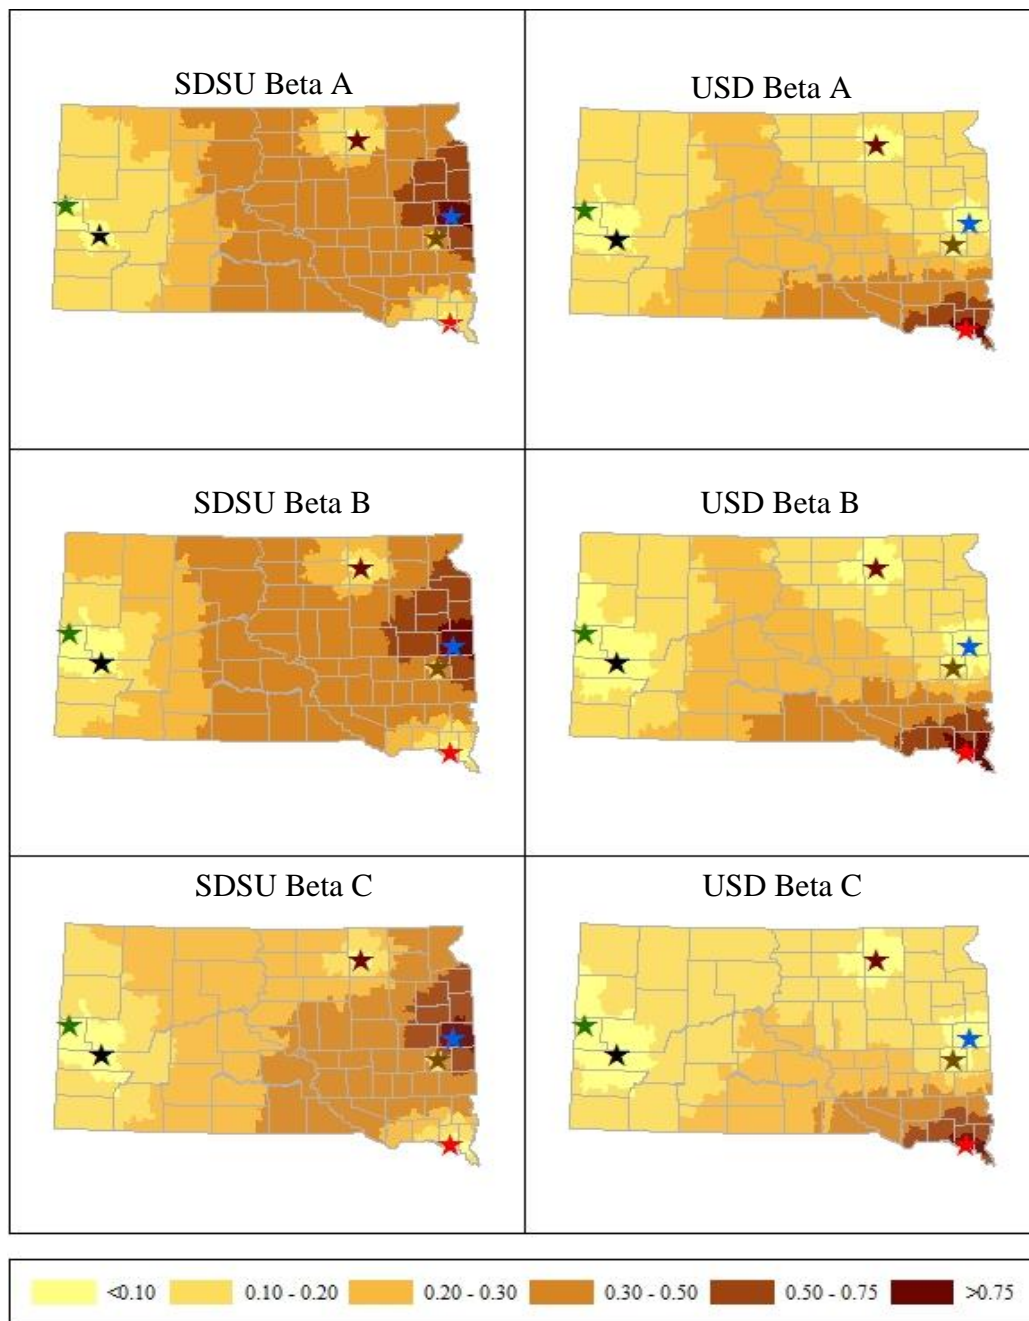 SDSU Beta A
USD Beta A
SDSU Beta B
USD Beta B
SDSU Beta C
USD Beta C
<0.10 0.10 - 0.20 0.20 - 0.30 0.30 - 0.50 0.50 - 0.75 >0.75